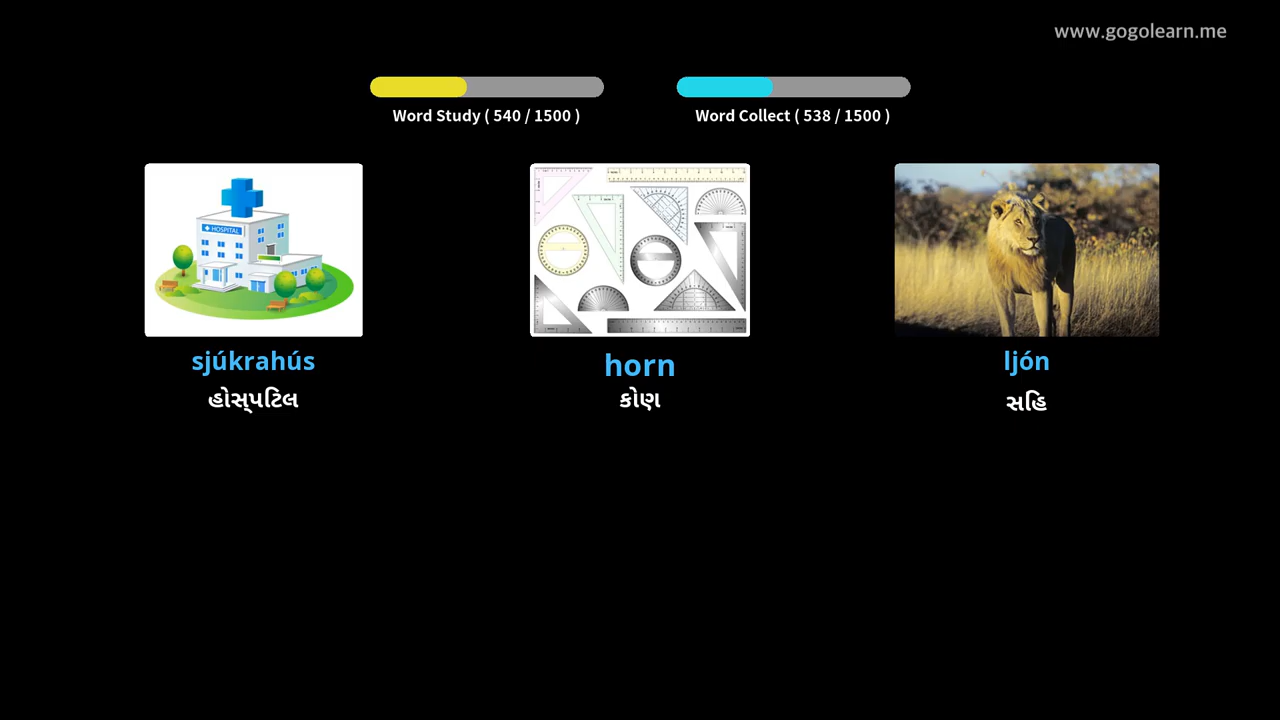 www.gogolearn.me
Word Study ( 540 / 1500 )
Word Collect ( 538 / 1500 )
HOSPITAL
sjúkrahús
horn
ljón
હોસ્પટિલ
કોણ
સહિ